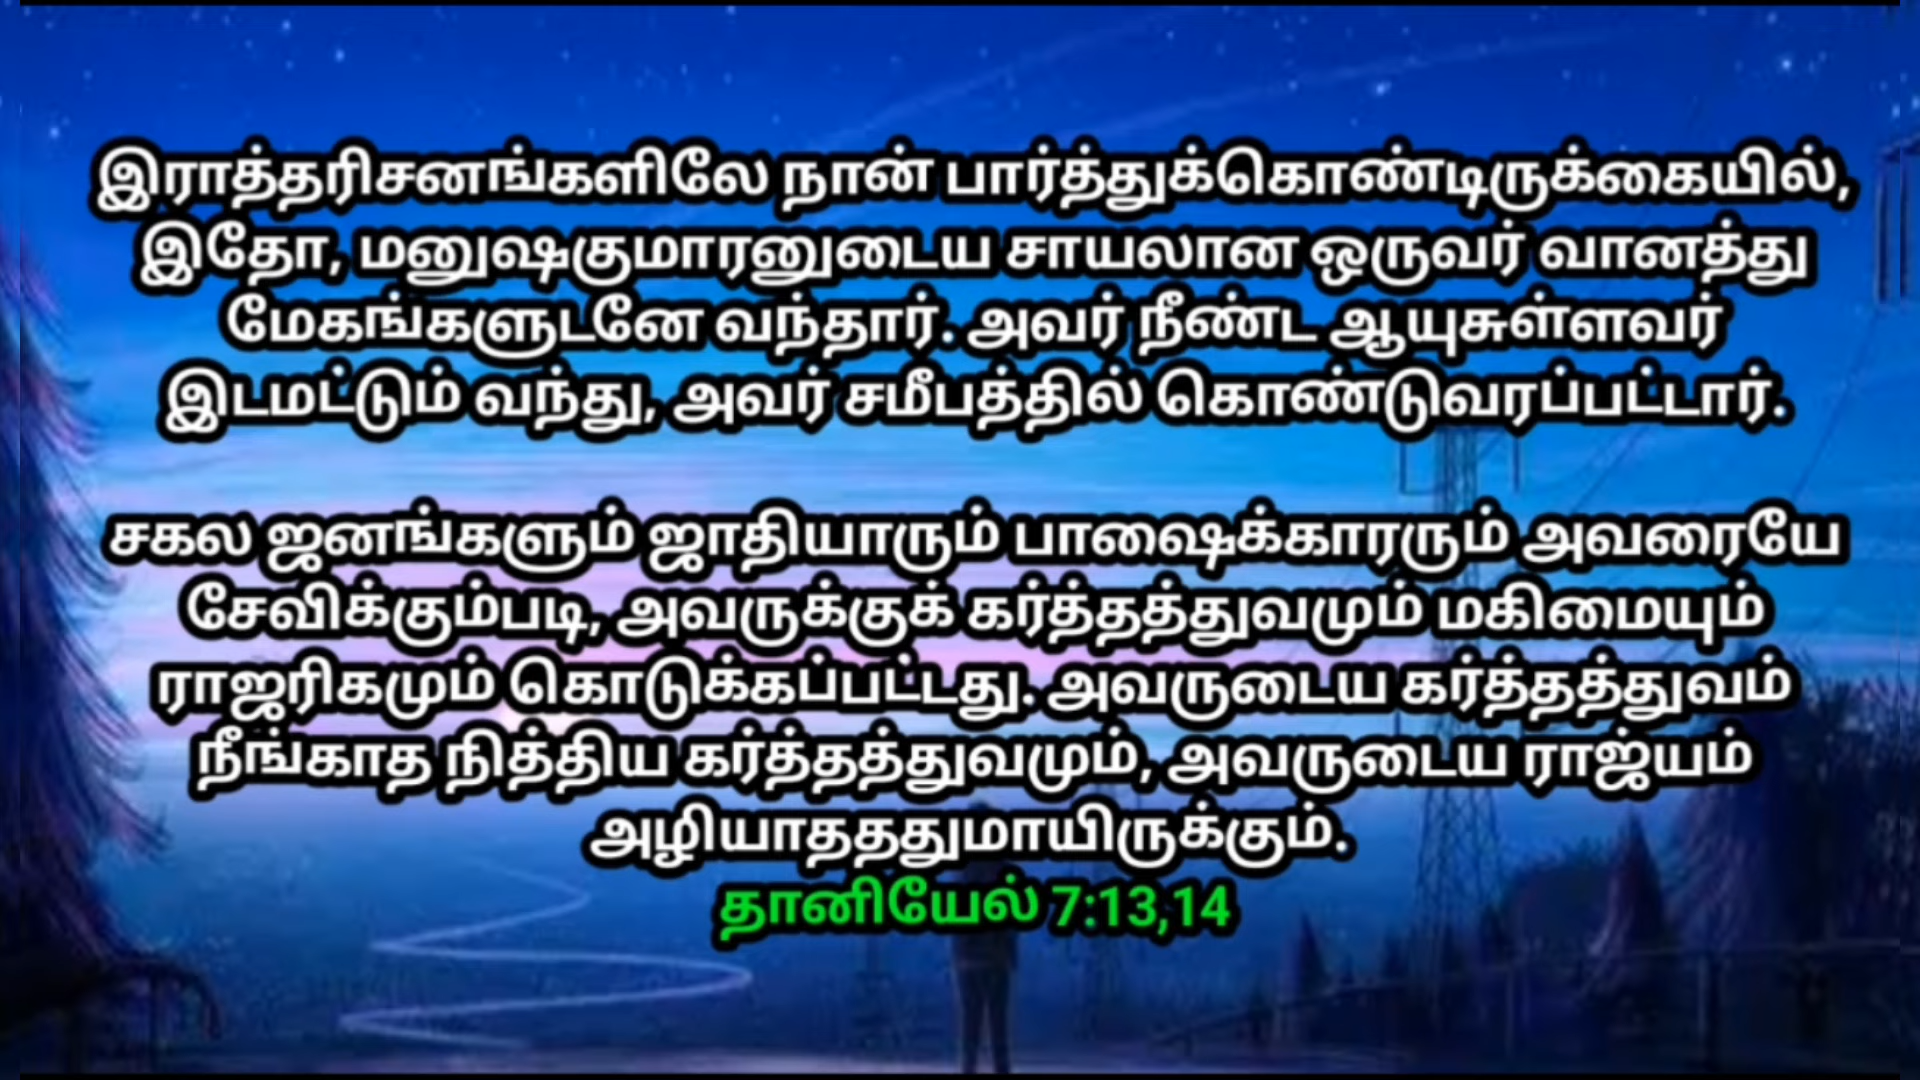 இராத்தரிசனங்களிலே நான் பார்த்துக்கொண்டிருக்கையில்,
இதோ, மனுஷகுமாரனுடைய சாயலான ஒருவர் வானத்து
மேகங்களுடனே வந்தார். அவர் நீண்ட ஆயுசுள்ளவர்
இடமட்டும் வந்து, அவர் சமீபத்தில் கொண்டுவரப்பட்டார்.
சகல ஜனங்களும் ஜாதியாரும் பாஷைக்காரரும் அவரையே
சேவிக்கும்படி, அவருக்குக் கர்த்தத்துவமும் மகிமையும்
ராஜரிகமும் கொடுக்கப்பட்டது. அவருடைய கர்த்தத்துவம்
நீங்காத நித்திய கர்த்தத்துவமும், அவருடைய ராஜ்யம்
அழியாதததுமாயிருக்கும்.
தானியேல் 7:13,14